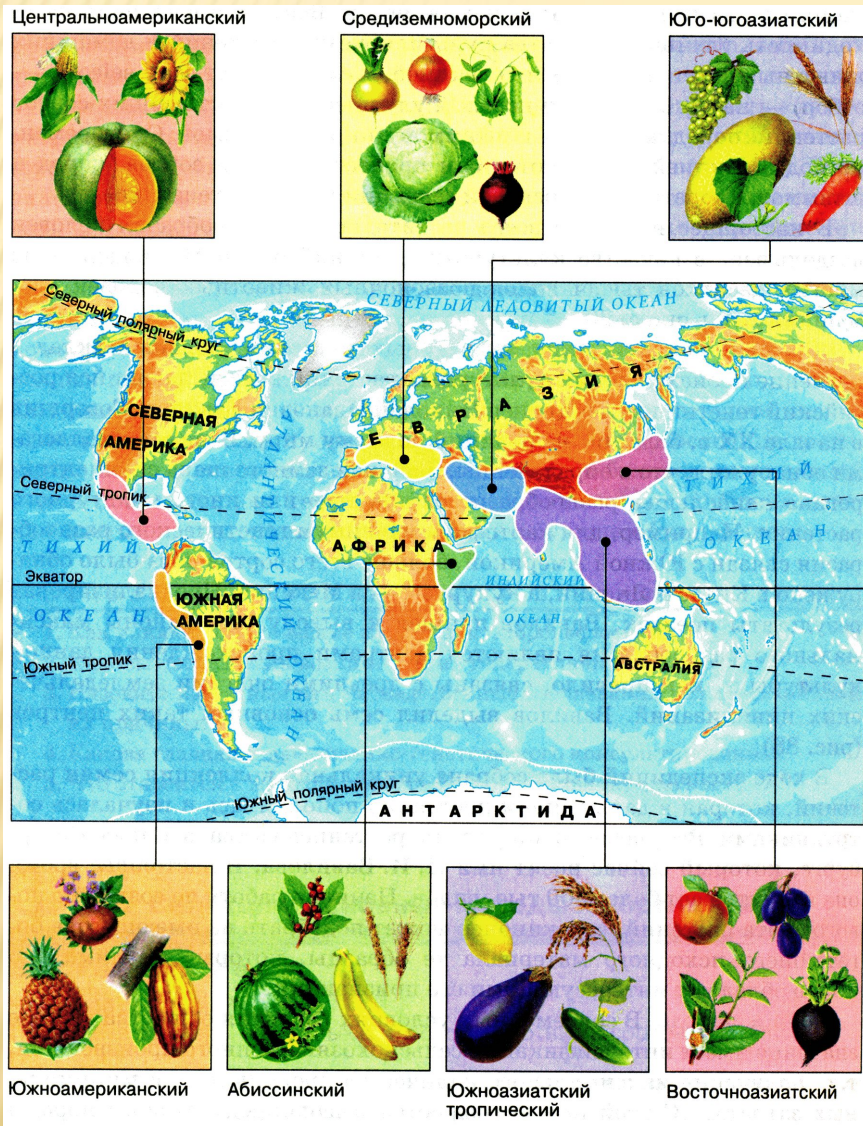 Центральноамериканский
Средиземноморский
Юго-югоазиатский
СЕВЕРНЫЙ ЛЕДОВИТЫЙ ОКЕАН
Северный полярный круг
ЕВРАЗИЯ
СЕВЕРНАЯ
АМЕРИКА
АТЛАНТИЧЕСКИЙ ОКЕАН
Северный тропик
ТИХИЙ
ТИХИЙ
ОКЕАН
АФРИКА
Экватор
ИНДИЙСКИЙ
ОКЕАН
ЮЖНАЯ
АМЕРИКА
ОКЕАН
Южный тропик
АВСТРАЛИЯ
Южный полярный круг
АНТАРКТИДА
Южноамериканский
Абиссинский
Южноазиатский
тропический
Восточноазиатский